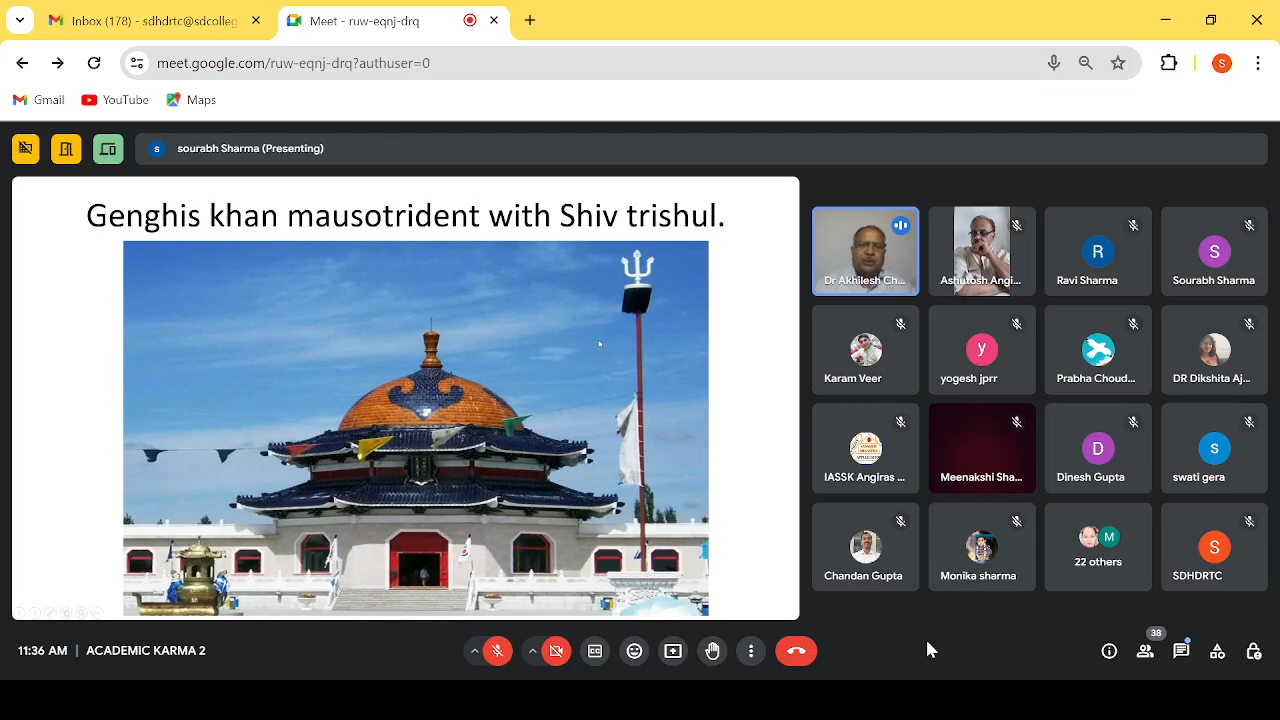 Inbox (178) - sdhdrtc@sdcolleg
Meet - ruw-eqnj-drq
meet.google.com/ruw-eqnj-drq?authuser=0
S
Gmail
YouTube
Maps
s
sourabh Sharma (Presenting)
Genghis khan mausotrident with Shiv trishul.
Dr Akhilesh Ch...
Ashutosh Angi...
R
Ravi Sharma
S
Sourabh Sharma
Karam Veer
y
yogesh jprr
Prabha Choud...
DR Dikshita Aj...
IASSK Angiras ...
Meenakshi Sha...
D
Dinesh Gupta
s
swati gera
Chandan Gupta
Monika sharma
M
22 others
S
SDHDRTC
11:36 AM | ACADEMIC KARMA 2
38